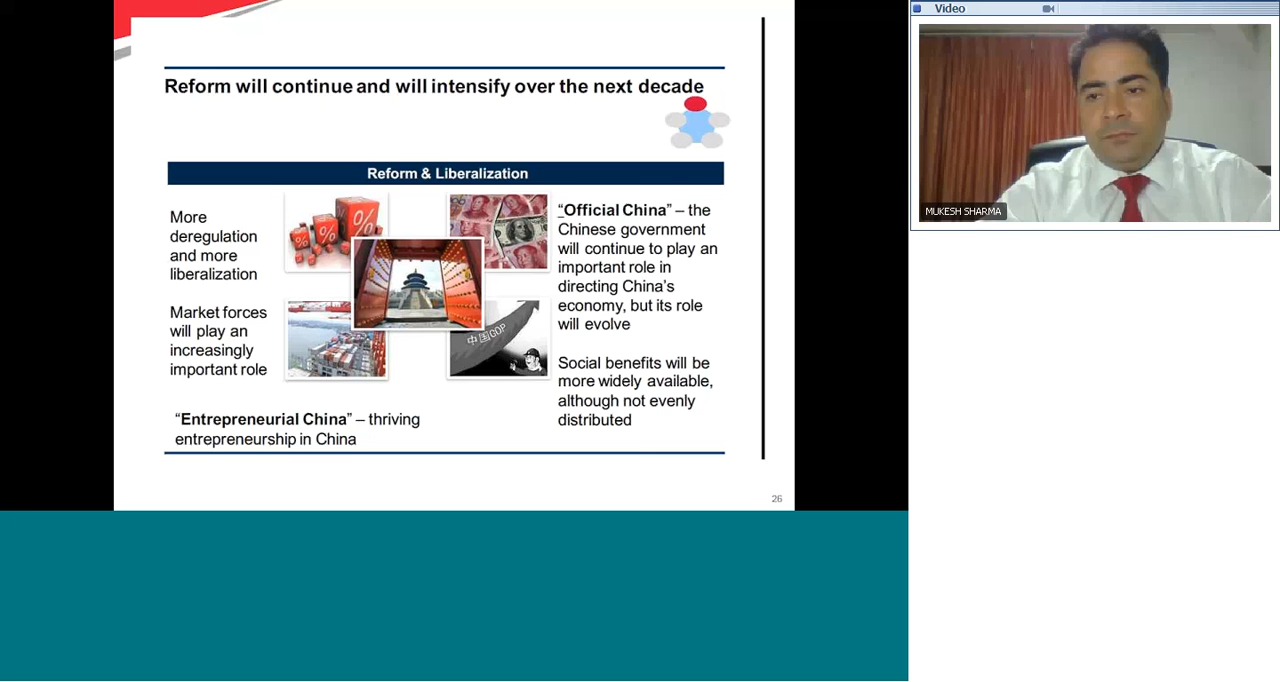 Reform will continue and will intensify over the next decade
Reform & Liberalization
More
deregulation
and more
liberalization
Market forces
will play an
increasingly
important role
“Entrepreneurial China” – thriving
entrepreneurship in China
%
%
%
中国GDP
“Official China” – the
Chinese government
will continue to play an
important role in
directing China’s
economy, but its role
will evolve
Social benefits will be
more widely available,
although not evenly
distributed
26
Video
MUKESH SHARMA